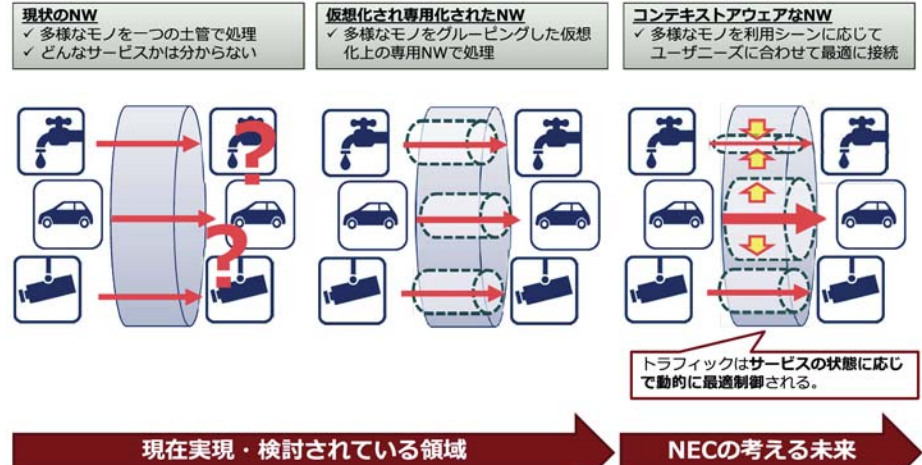 現状のNW
✓ 多様なモノを一つの土管で処理
✓ どんなサービスかは分からない
仮想化され専用化されたNW
✓ 多様なモノをグルーピングした仮想
化上の専用NWで処理
コンテキストアウェアなNW
✓ 多様なモノを利用シーンに応じて
ユーザニーズに合わせて最適に接続
?
?
トラフィックはサービスの状態に応じ
て動的に最適制御される。
現在実現・検討されている領域
NECの考える未来